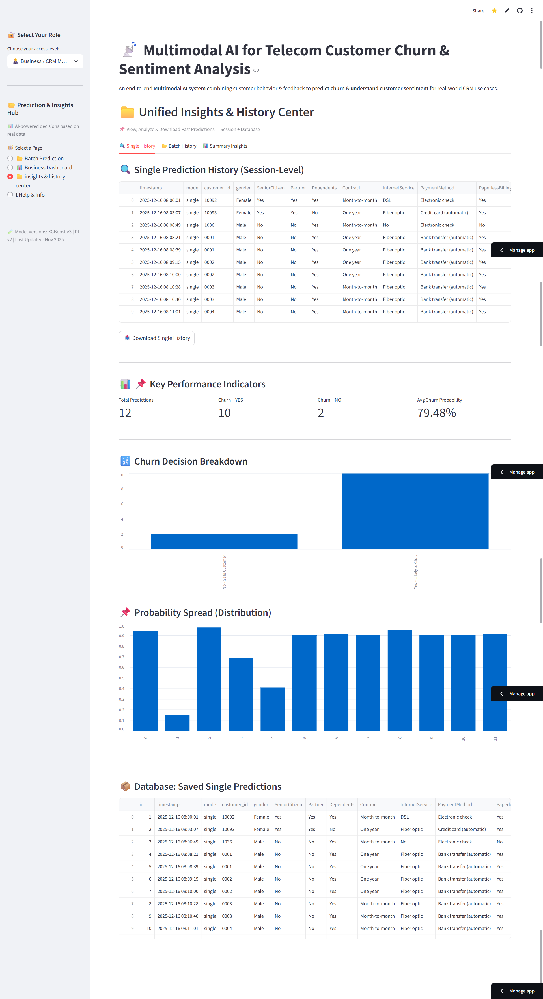 Share
Select Your Role
Choose your access level:
Business / CRM M...
Prediction & Insights
Hub
AI-powered decisions based on
real data
Select a Page
Batch Prediction
Business Dashboard
insights & history
center
Help & Info
Model Versions: XGBoost v3 | DL
v2 | Last Updated: Nov 2025
Multimodal AI for Telecom Customer Churn &
Sentiment Analysis
An end-to-end Multimodal AI system combining customer behavior & feedback to predict churn & understand customer sentiment for real-world CRM use cases.
Unified Insights & History Center
View, Analyze & Download Past Predictions — Session + Database
Single History Batch History Summary Insights
Single Prediction History (Session-Level)
timestamp mode customer_id gender SeniorCitizen Partner Dependents Contract InternetService PaymentMethod PaperlessBilling
0 2025-12-16 08:00:01 single 10092 Female Yes Yes Yes Month-to-month DSL Electronic check Yes
1 2025-12-16 08:03:07 single 10093 Female Yes Yes No One year Fiber optic Credit card (automatic) Yes
2 2025-12-16 08:06:49 single 1036 Male No No Yes Month-to-month No Electronic check No
3 2025-12-16 08:08:21 single 0001 Male No No Yes One year Fiber optic Bank transfer (automatic) Yes
4 2025-12-16 08:08:39 single 0001 Male No No Yes One year Fiber optic Bank transfer (automatic) Yes
Manage app
5 2025-12-16 08:09:15 single 0002 Male No No Yes One year Fiber optic Bank transfer (automatic) Yes
6 2025-12-16 08:10:00 single 0002 Male No No Yes One year Fiber optic Bank transfer (automatic) Yes
7 2025-12-16 08:10:28 single 0003 Male No No Yes Month-to-month Fiber optic Bank transfer (automatic) Yes
8 2025-12-16 08:10:40 single 0003 Male No No Yes Month-to-month Fiber optic Bank transfer (automatic) Yes
9 2025-12-16 08:11:01 single 0004 Male No No Yes Month-to-month Fiber optic Bank transfer (automatic) Yes
Download Single History
Key Performance Indicators
Total Predictions Churn – YES Churn – NO Avg Churn Probability
12 10 2 79.48%
Churn Decision Breakdown
Manage app
10
8
6
4
2
0
No – Safe Customer
Yes – Likely to Ch...
Probability Spread (Distribution)
1.0
0.9
0.8
0.7
0.6
0.5
0.4
Manage app
0.3
0.2
0.1
0.0
0 1 2 3 4 5 6 7 8 9 10 11
Database: Saved Single Predictions
id timestamp mode customer_id gender SeniorCitizen Partner Dependents Contract InternetService PaymentMethod Paperle
0 1 2025-12-16 08:00:01 single 10092 Female Yes Yes Yes Month-to-month DSL Electronic check Yes
1 2 2025-12-16 08:03:07 single 10093 Female Yes Yes No One year Fiber optic Credit card (automatic) Yes
2 3 2025-12-16 08:06:49 single 1036 Male No No Yes Month-to-month No Electronic check No
3 4 2025-12-16 08:08:21 single 0001 Male No No Yes One year Fiber optic Bank transfer (automatic) Yes
4 5 2025-12-16 08:08:39 single 0001 Male No No Yes One year Fiber optic Bank transfer (automatic) Yes
5 6 2025-12-16 08:09:15 single 0002 Male No No Yes One year Fiber optic Bank transfer (automatic) Yes
6 7 2025-12-16 08:10:00 single 0002 Male No No Yes One year Fiber optic Bank transfer (automatic) Yes
7 8 2025-12-16 08:10:28 single 0003 Male No No Yes Month-to-month Fiber optic Bank transfer (automatic) Yes
8 9 2025-12-16 08:10:40 single 0003 Male No No Yes Month-to-month Fiber optic Bank transfer (automatic) Yes
9 10 2025-12-16 08:11:01 single 0004 Male No No Yes Month-to-month Fiber optic Bank transfer (automatic) Yes
Manage app